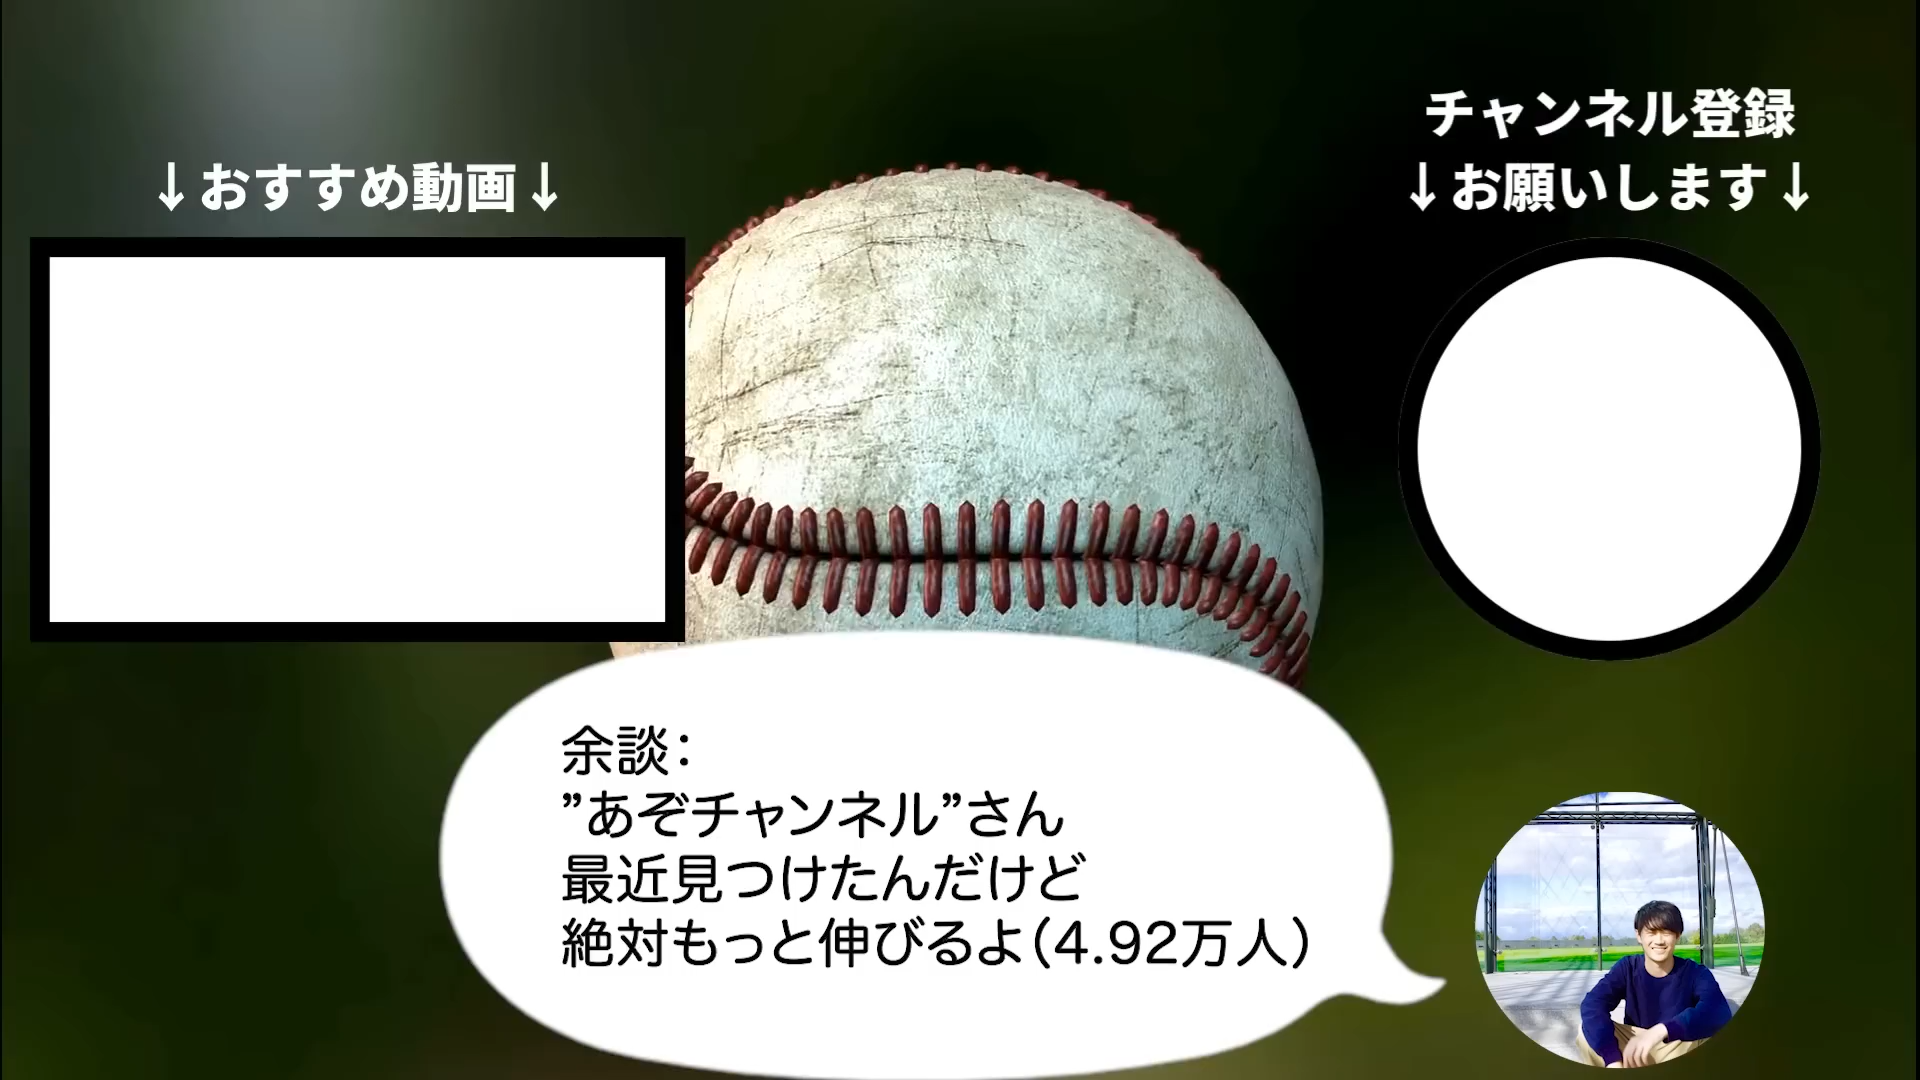 ↓おすすめ動画↓
チャンネル登録
↓お願いします↓
余談：
”あぞチャンネル”さん
最近見つけたんだけど
絶対もっと伸びるよ(4.92万人)